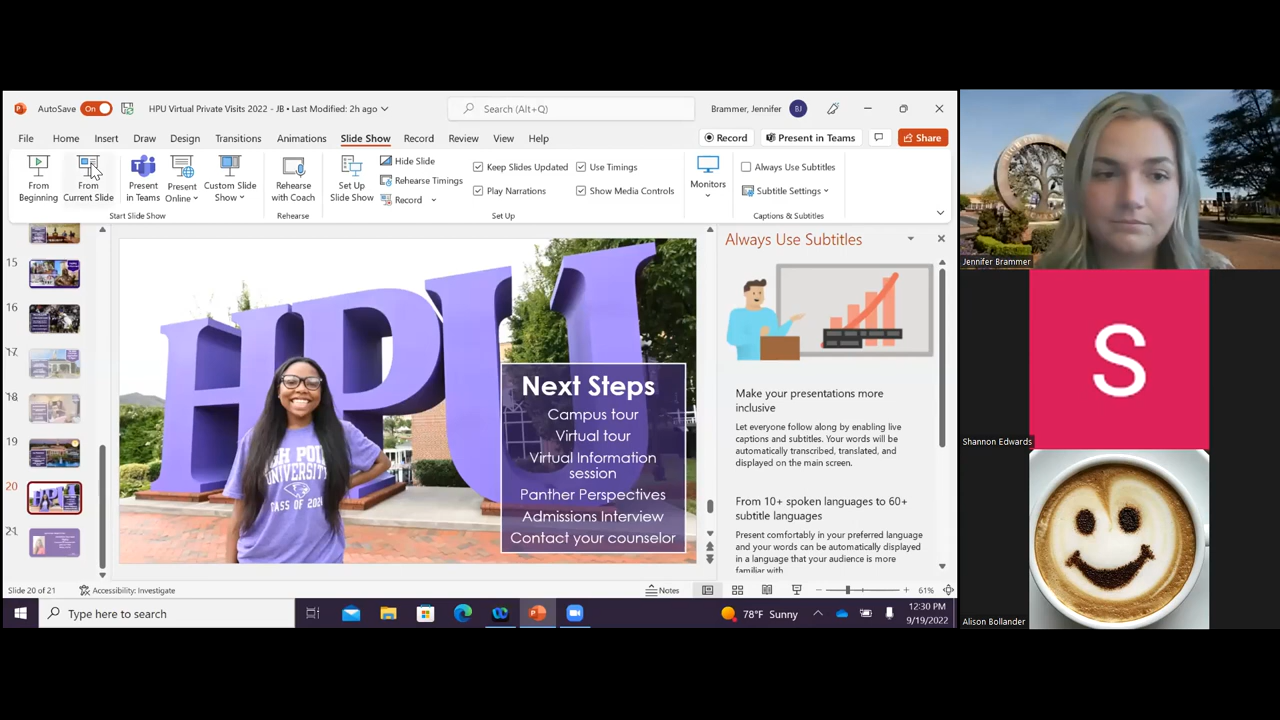 AutoSave On HPU Virtual Private Visits 2022 - JB • Last Modified: 2h ago Search (Alt+Q) Brammer, Jennifer BJ
File Home Insert Draw Design Transitions Animations Slide Show Record Review View Help Record Present in Teams Share
From Beginning
From Current Slide
Present in Teams
Present Online
Custom Slide Show
Start Slide Show
Rehearse with Coach
Rehearse
Set Up Slide Show
Hide Slide
Rehearse Timings
Record
Keep Slides Updated
Play Narrations
Use Timings
Show Media Controls
Set Up
Monitors
Always Use Subtitles
Subtitle Settings
Captions & Subtitles
15
16
17
18
19
20
21
HPU
HIGH POINT
UNIVERSITY
CLASS OF 2026
Next Steps
Campus tour
Virtual tour
Virtual Information
session
Panther Perspectives
Admissions Interview
Contact your counselor
Always Use Subtitles
Make your presentations more
inclusive
Let everyone follow along by enabling live
captions and subtitles. Your words will be
automatically transcribed, translated, and
displayed on the main screen.
From 10+ spoken languages to 60+
subtitle languages
Present comfortably in your preferred language
and your words can be automatically displayed
in a language that your audience is more
familiar with.
Slide 20 of 21 Accessibility: Investigate Notes 61%
Type here to search 78°F Sunny 12:30 PM
9/19/2022
Jennifer Brammer
S
Shannon Edwards
Alison Bollander